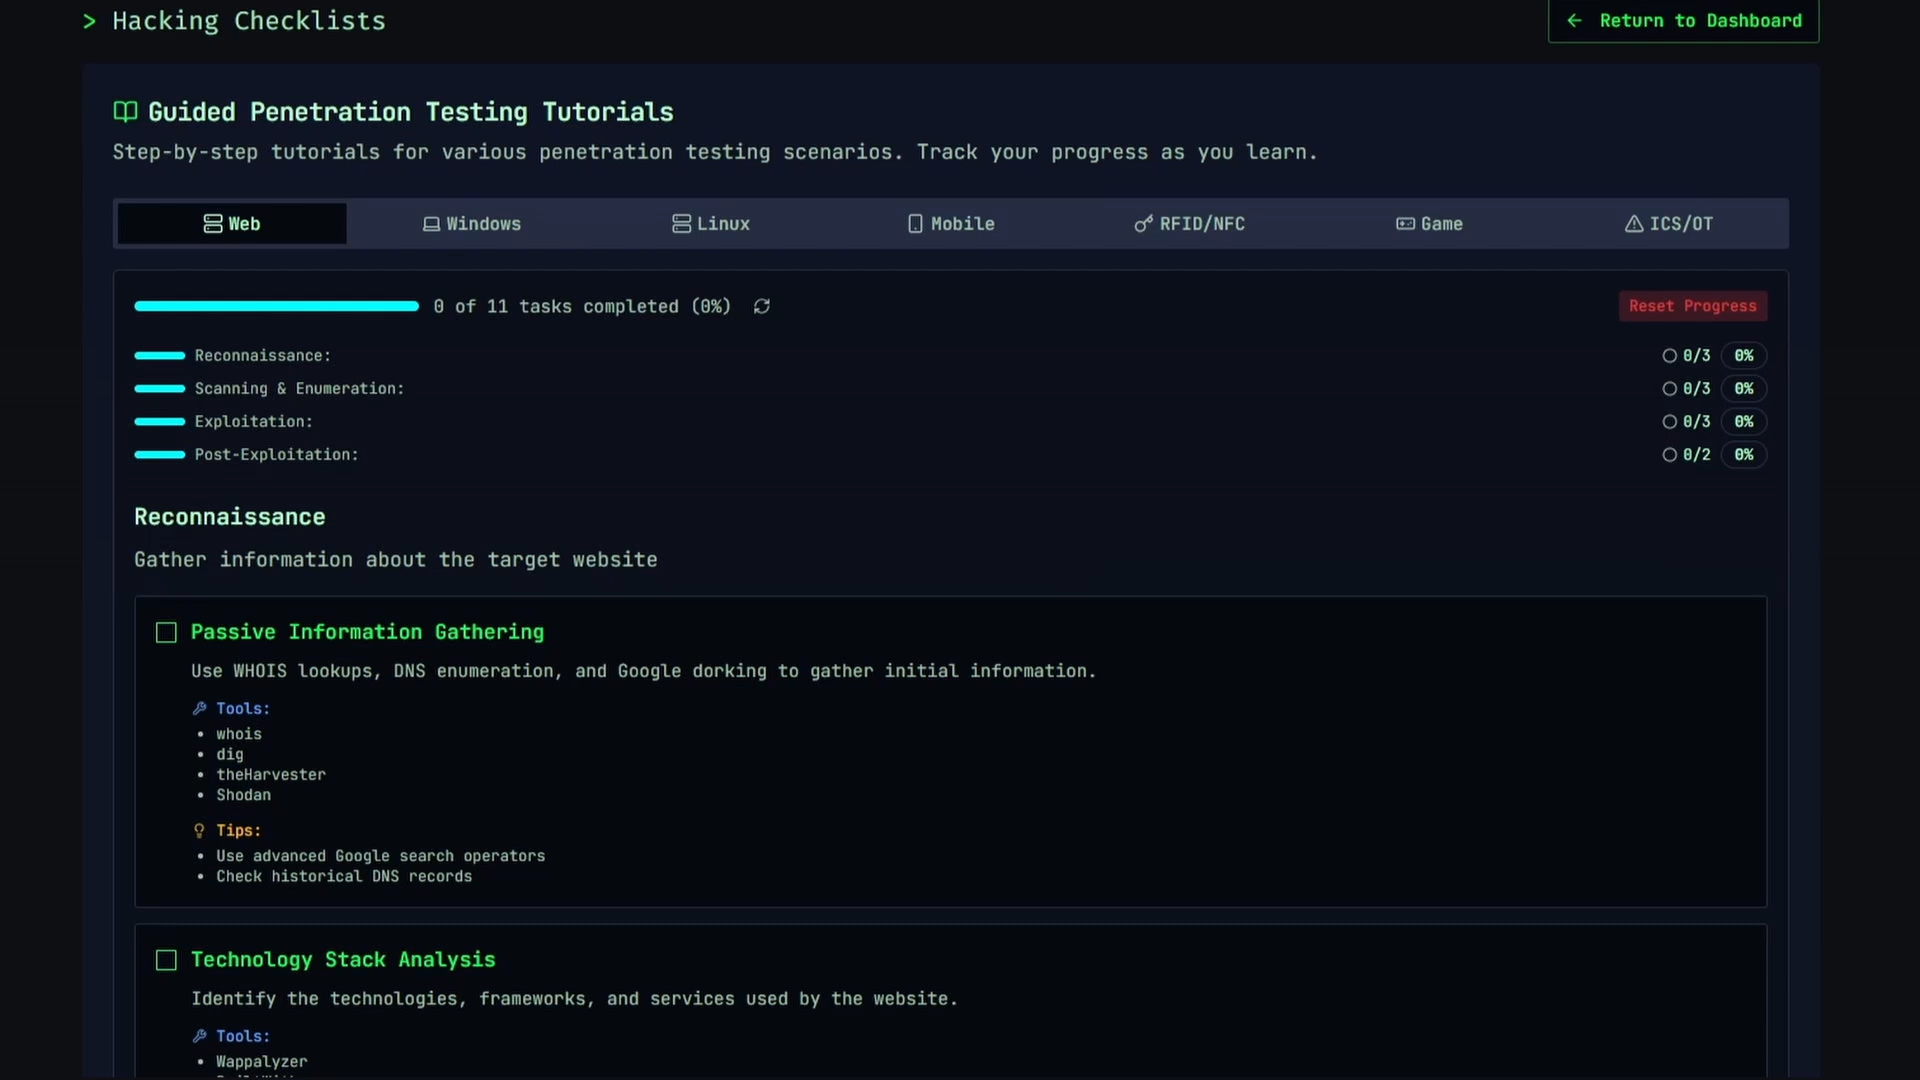 > Hacking Checklists
← Return to Dashboard
Guided Penetration Testing Tutorials
Step-by-step tutorials for various penetration testing scenarios. Track your progress as you learn.
Web Windows Linux Mobile RFID/NFC Game ICS/OT
0 of 11 tasks completed (0%)
Reset Progress
Reconnaissance: 0/3 0%
Scanning & Enumeration: 0/3 0%
Exploitation: 0/3 0%
Post-Exploitation: 0/2 0%
Reconnaissance
Gather information about the target website
Passive Information Gathering
Use WHOIS lookups, DNS enumeration, and Google dorking to gather initial information.
Tools:
• whois
• dig
• theHarvester
• Shodan
Tips:
• Use advanced Google search operators
• Check historical DNS records
Technology Stack Analysis
Identify the technologies, frameworks, and services used by the website.
Tools:
• Wappalyzer